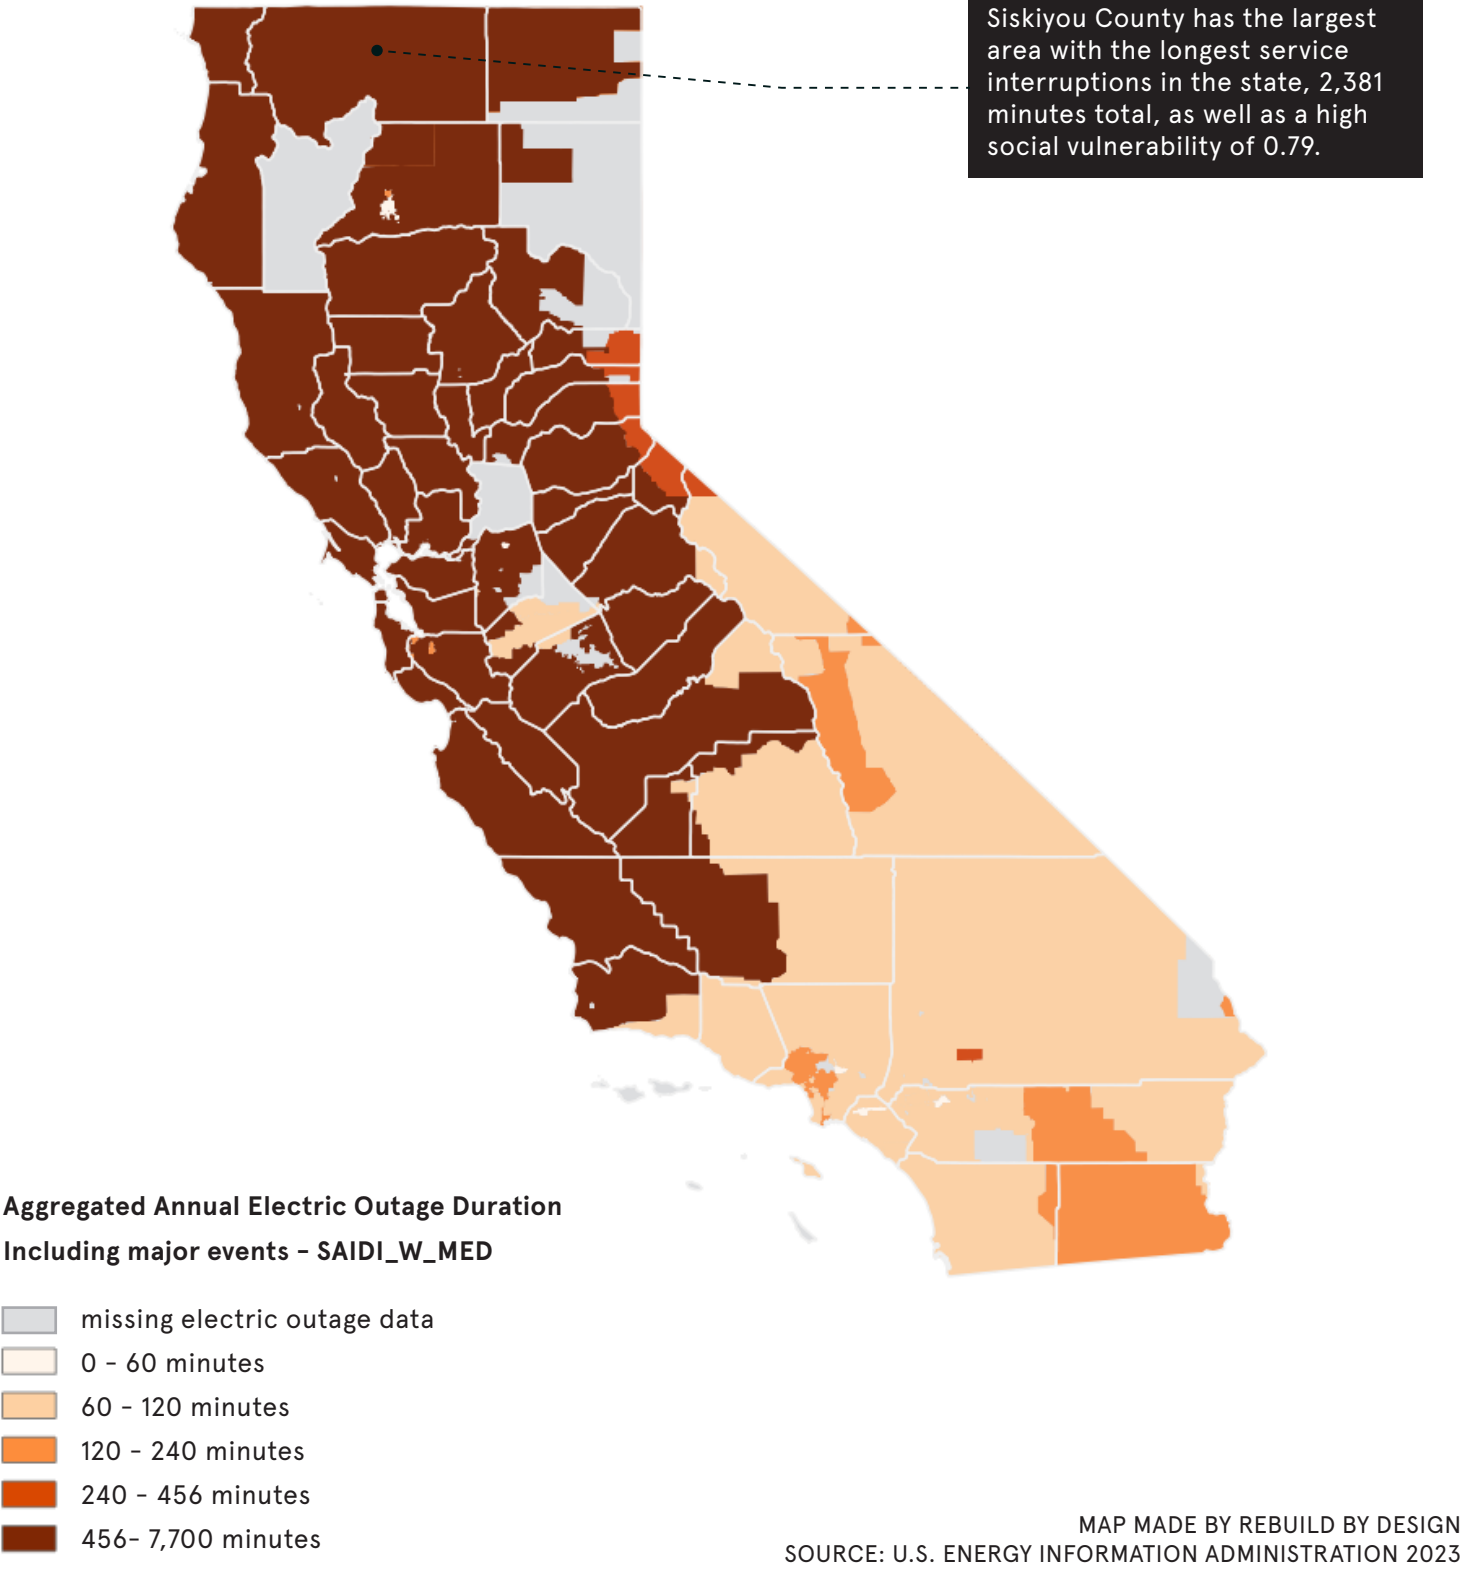 Siskiyou County has the largest
area with the longest service
interruptions in the state, 2,381
minutes total, as well as a high
social vulnerability of 0.79.
Aggregated Annual Electric Outage Duration
Including major events - SAIDI_W_MED
missing electric outage data
0 - 60 minutes
60 - 120 minutes
120 - 240 minutes
240 - 456 minutes
456- 7,700 minutes
MAP MADE BY REBUILD BY DESIGN
SOURCE: U.S. ENERGY INFORMATION ADMINISTRATION 2023